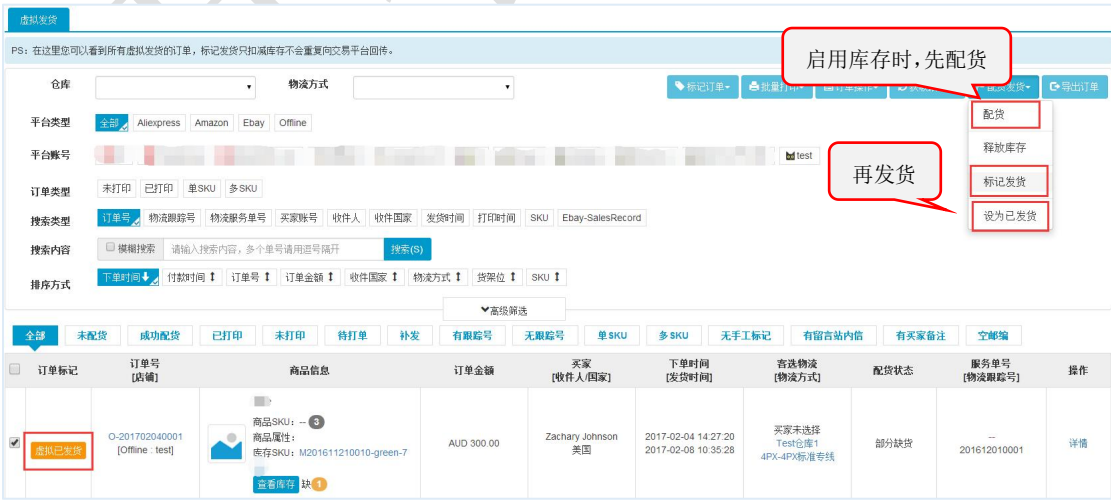 虚拟发货
PS：在这里您可以看到所有虚拟发货的订单，标记发货只扣减库存不会重复向交易平台回传。
启用库存时,先配货
仓库 物流方式 标记订单 批量打印 配货发货 导出订单
配货
平台类型 全部 Aliexpress Amazon Ebay Offline
释放库存
平台账号 test
再发货
标记发货
订单类型 未打印 已打印 单SKU 多SKU
设为已发货
搜索类型 订单号 物流跟踪号 物流服务单号 买家账号 收件人 收件国家 发货时间 打印时间 SKU Ebay-SalesRecord
搜索内容 模糊搜索 请输入搜索内容，多个单号请用逗号隔开 搜索(S)
排序方式 下单时间 付款时间 订单号 订单金额 收件国家 物流方式 货架位 SKU
高级筛选
全部 未配货 成功配货 已打印 未打印 待打单 补发 有跟踪号 无跟踪号 单SKU 多SKU 无手工标记 有留言站内信 有买家备注 空邮编
订单标记 订单号 商品信息 订单金额 买家 下单时间 客选物流 配货状态 服务单号 操作
[店铺] [收件人/国家] [发货时间] [物流方式] [物流跟踪号]
虚拟已发货
O-201702040001
[Offline : test]
商品SKU： -- 3
商品属性：
库存SKU：M201611210010-green-7
查看库存 缺 1
AUD 300.00
Zachary Johnson
美国
2017-02-04 14:27:20
2017-02-08 10:35:28
买家未选择
Test仓库1
4PX-4PX标准专线
部分缺货
--
201612010001
详情